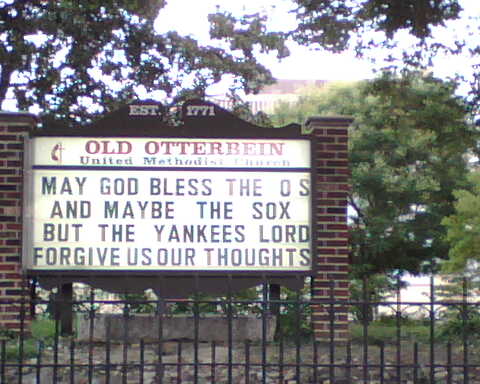 EST 1771
OLD OTTERBEIN
United Methodist Church
MAY GOD BLESS THE O S
AND MAYBE THE SOX
BUT THE YANKEES LORD
FORGIVE US OUR THOUGHTS